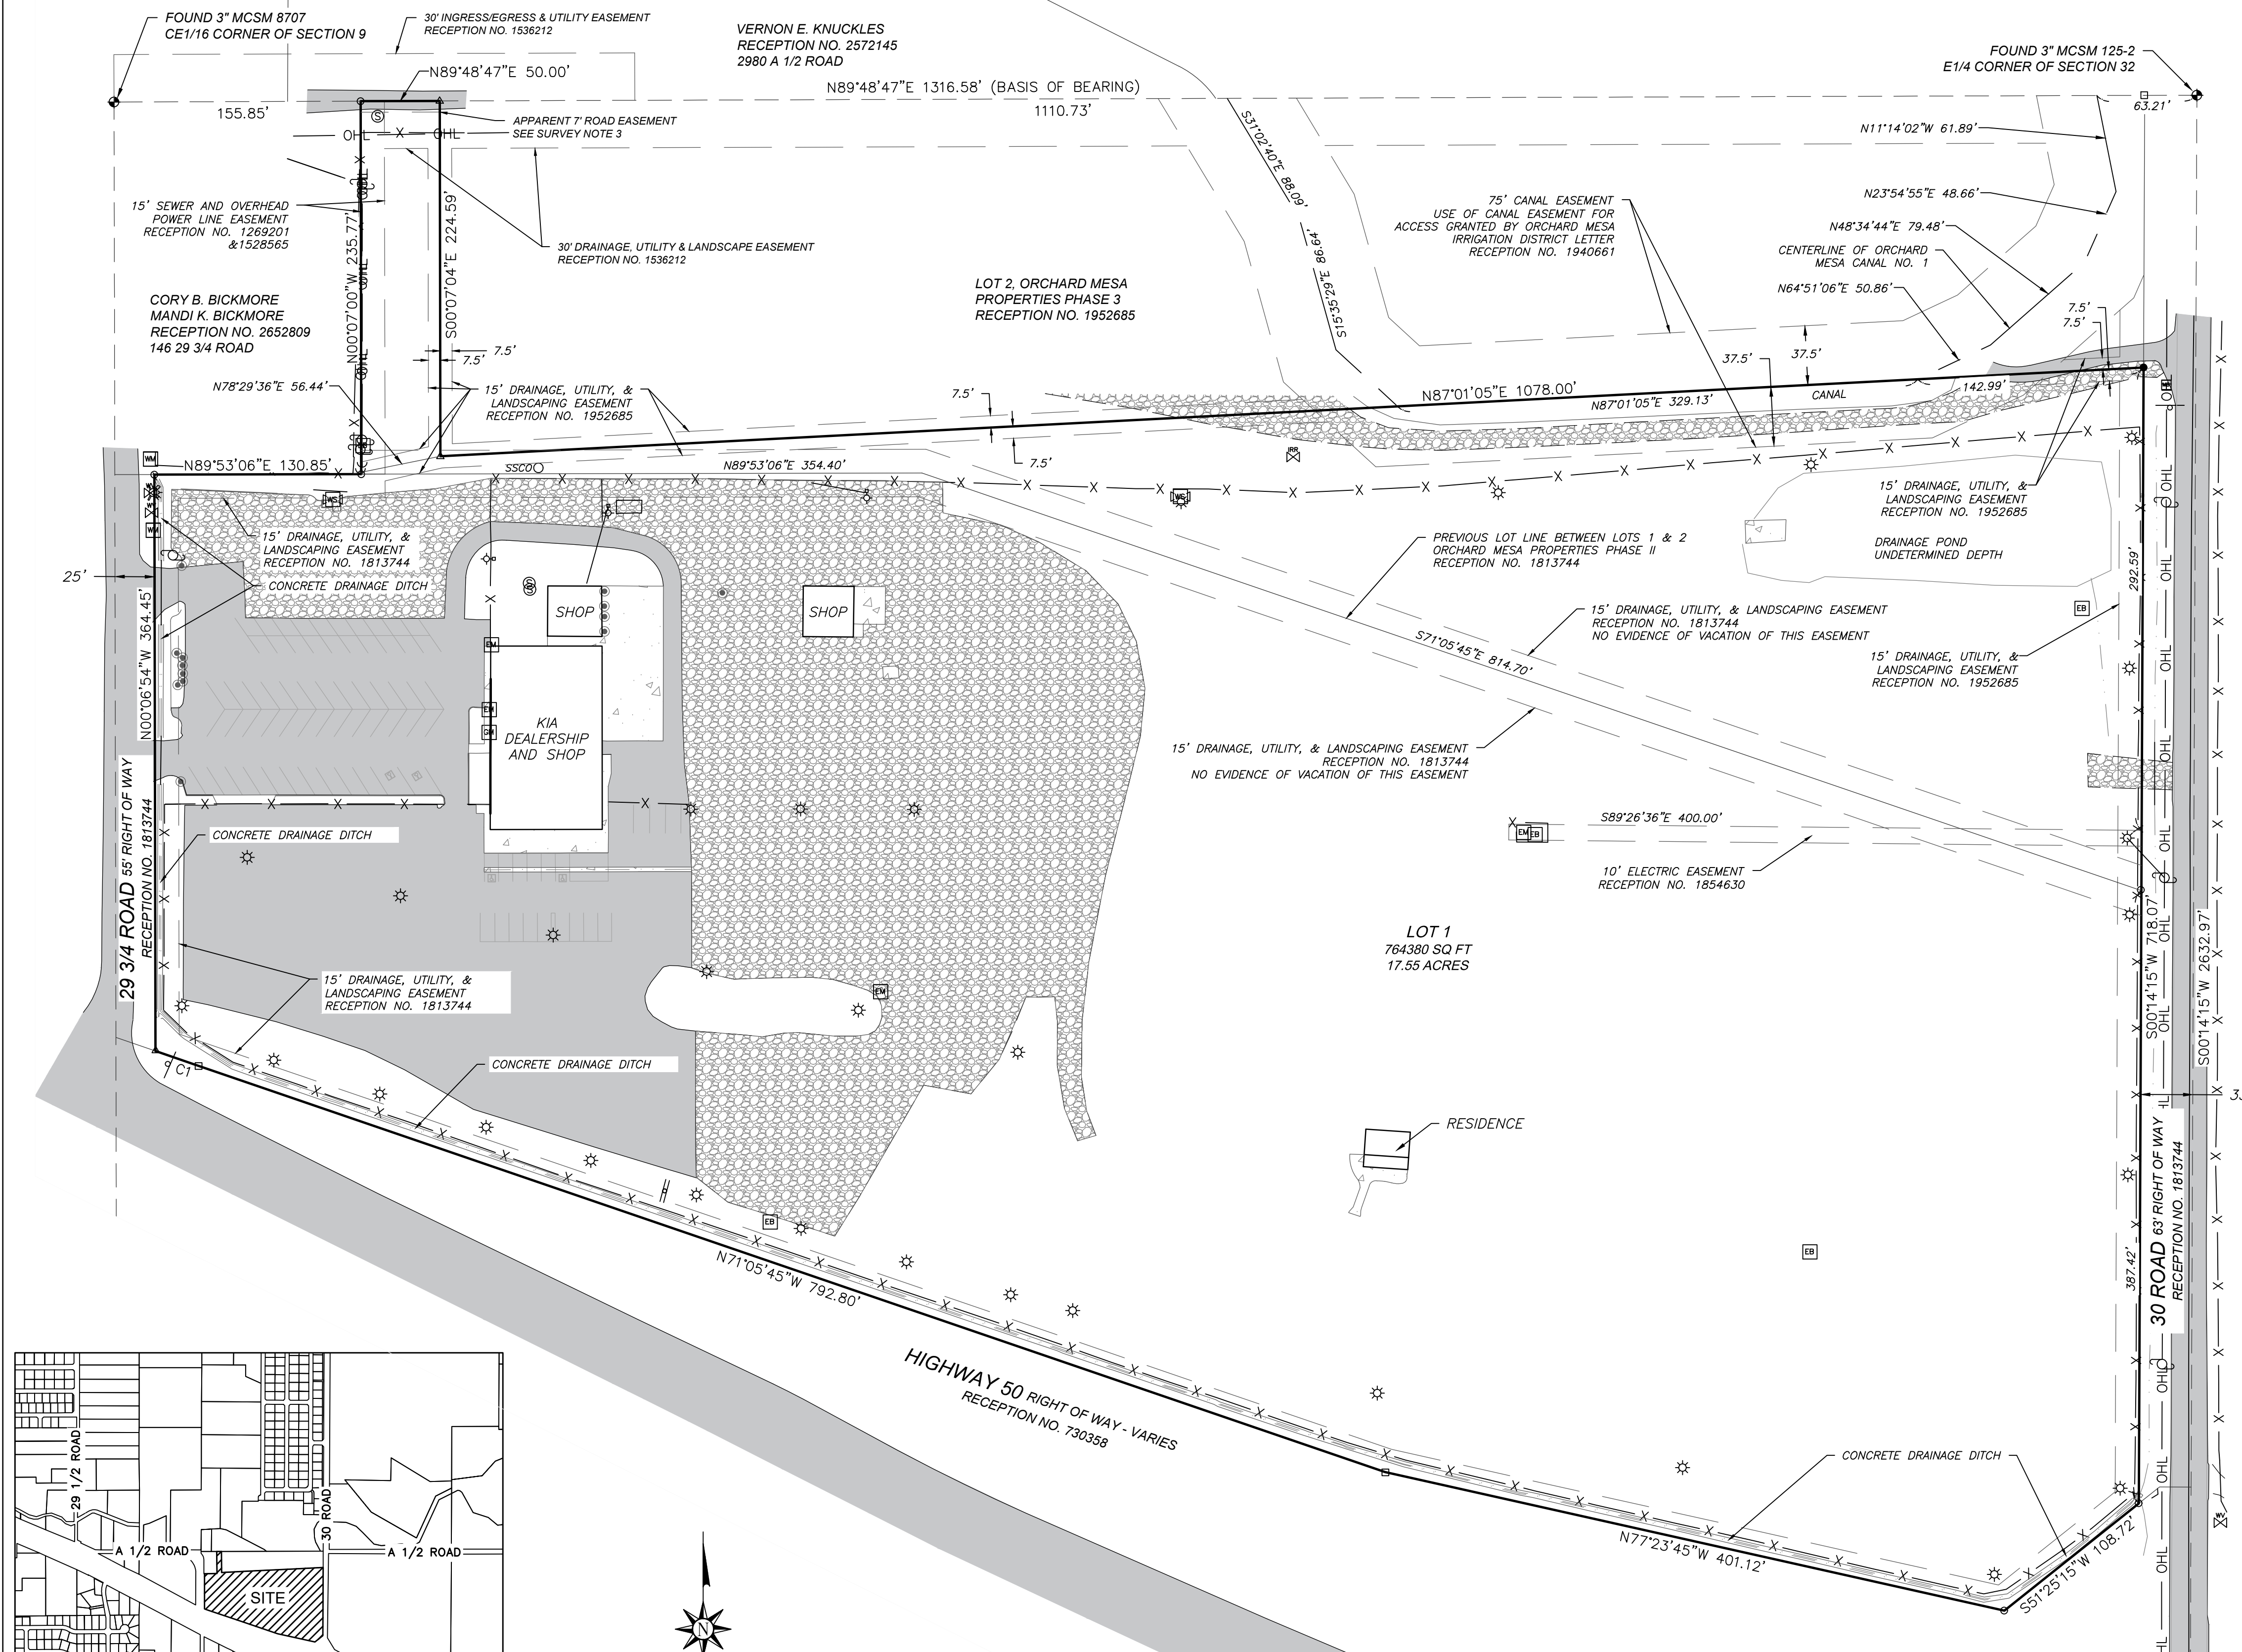 FOUND 3" MCSM 8707
CE1/16 CORNER OF SECTION 9
30' INGRESS/EGRESS & UTILITY EASEMENT
RECEPTION NO. 1536212
VERNON E. KNUCKLES
RECEPTION NO. 2572145
2980 A 1/2 ROAD
FOUND 3" MCSM 125-2
E1/4 CORNER OF SECTION 32
N89°48'47"E 50.00'
N89°48'47"E 1316.58' (BASIS OF BEARING)
155.85'
1110.73'
63.21'
OHL
X
OHL
APPARENT 7' ROAD EASEMENT
SEE SURVEY NOTE 3
N11°14'02"W 61.89'
S31°02'40"E 88.09'
15' SEWER AND OVERHEAD
POWER LINE EASEMENT
RECEPTION NO. 1269201
&1528565
N00°07'00"W 235.77'
S00°07'04"E 224.59'
30' DRAINAGE, UTILITY & LANDSCAPE EASEMENT
RECEPTION NO. 1536212
75' CANAL EASEMENT
USE OF CANAL EASEMENT FOR
ACCESS GRANTED BY ORCHARD MESA
IRRIGATION DISTRICT LETTER
RECEPTION NO. 1940661
N23°54'55"E 48.66'
N48°34'44"E 79.48'
CENTERLINE OF ORCHARD
MESA CANAL NO. 1
N64°51'06"E 50.86'
S15°35'29"E 86.64'
LOT 2, ORCHARD MESA
PROPERTIES PHASE 3
RECEPTION NO. 1952685
CORY B. BICKMORE
MANDI K. BICKMORE
RECEPTION NO. 2652809
146 29 3/4 ROAD
7.5'
7.5'
7.5'
7.5'
37.5'
37.5'
N78°29'36"E 56.44'
15' DRAINAGE, UTILITY, &
LANDSCAPING EASEMENT
RECEPTION NO. 1952685
7.5'
7.5'
N87°01'05"E 1078.00'
N87°01'05"E 329.13'
CANAL
142.99'
WM
N89°53'06"E 130.85'
SSCO
N89°53'06"E 354.40'
IRR
WS
WS
WM
15' DRAINAGE, UTILITY, &
LANDSCAPING EASEMENT
RECEPTION NO. 1813744
CONCRETE DRAINAGE DITCH
25'
N00°06'54"W 364.45'
S
S
SHOP
SHOP
PREVIOUS LOT LINE BETWEEN LOTS 1 & 2
ORCHARD MESA PROPERTIES PHASE II
RECEPTION NO. 1813744
15' DRAINAGE, UTILITY, &
LANDSCAPING EASEMENT
RECEPTION NO. 1952685
DRAINAGE POND
UNDETERMINED DEPTH
292.59'
EB
15' DRAINAGE, UTILITY, & LANDSCAPING EASEMENT
RECEPTION NO. 1813744
NO EVIDENCE OF VACATION OF THIS EASEMENT
S71°05'45"E 814.70'
15' DRAINAGE, UTILITY, &
LANDSCAPING EASEMENT
RECEPTION NO. 1952685
EM
EM
GM
KIA
DEALERSHIP
AND SHOP
15' DRAINAGE, UTILITY, & LANDSCAPING EASEMENT
RECEPTION NO. 1813744
NO EVIDENCE OF VACATION OF THIS EASEMENT
29 3/4 ROAD 55' RIGHT OF WAY
RECEPTION NO. 1813744
CONCRETE DRAINAGE DITCH
S89°26'36"E 400.00'
EM EB
10' ELECTRIC EASEMENT
RECEPTION NO. 1854630
LOT 1
764380 SQ FT
17.55 ACRES
S00°14'15"W 718.07'
S00°14'15"W 2632.97'
15' DRAINAGE, UTILITY, &
LANDSCAPING EASEMENT
RECEPTION NO. 1813744
EM
C1
CONCRETE DRAINAGE DITCH
RESIDENCE
EB
EB
30 ROAD 63' RIGHT OF WAY
RECEPTION NO. 1813744
387.42'
N71°05'45"W 792.80'
HIGHWAY 50 RIGHT OF WAY - VARIES
RECEPTION NO. 730358
CONCRETE DRAINAGE DITCH
N77°23'45"W 401.12'
S51°25'15"W 108.72'
WV
OHL
29 1/2 ROAD
30 ROAD
A 1/2 ROAD
A 1/2 ROAD
SITE
N